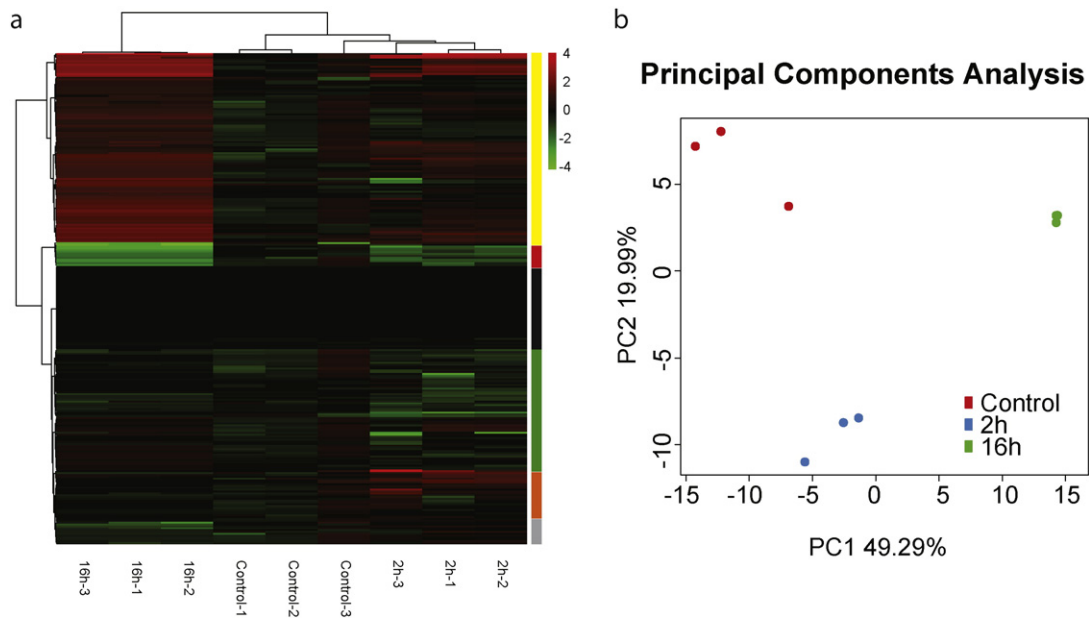 a
4
2
0
-2
-4
16h-3
16h-1
16h-2
Control-1
Control-2
Control-3
2h-3
2h-1
2h-2
b
Principal Components Analysis
5
0
-5
-10
PC2 19.99%
Control
2h
16h
-15 -10 -5 0 5 10 15
PC1 49.29%